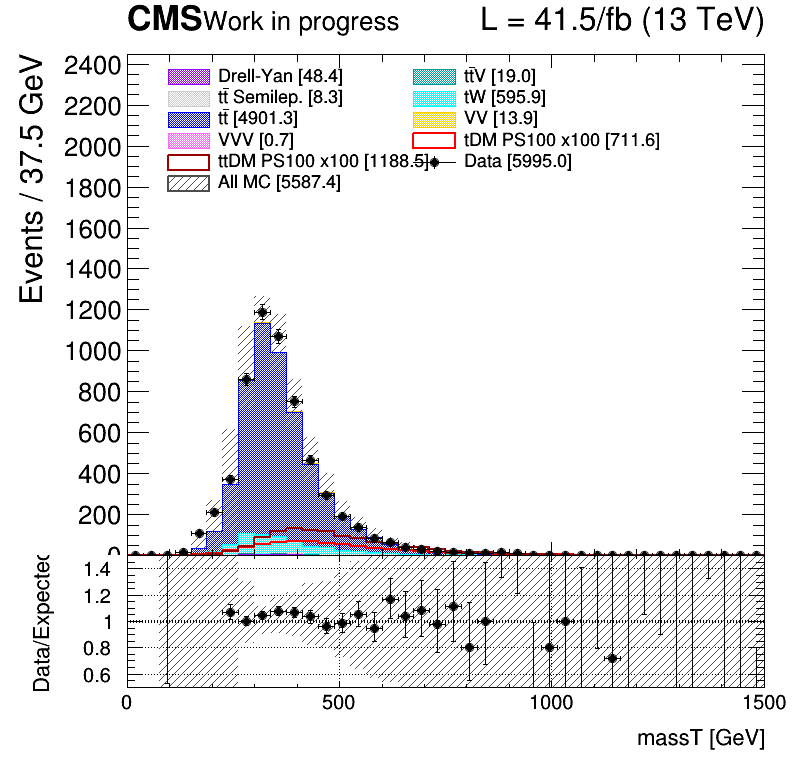 CMS Work in progress L = 41.5/fb (13 TeV)
Events / 37.5 GeV
2400
2200
2000
1800
1600
1400
1200
1000
800
600
400
200
0
Drell-Yan [48.4] tt̄V [19.0]
tt̄ Semilep. [8.3] tW [595.9]
tt̄ [4901.3] VV [13.9]
VVV [0.7] tDM PS100 x100 [711.6]
ttDM PS100 x100 [1188.5] Data [5995.0]
All MC [5587.4]
Data/Expected
1.4
1.2
1
0.8
0.6
0 500 1000 1500
massT [GeV]